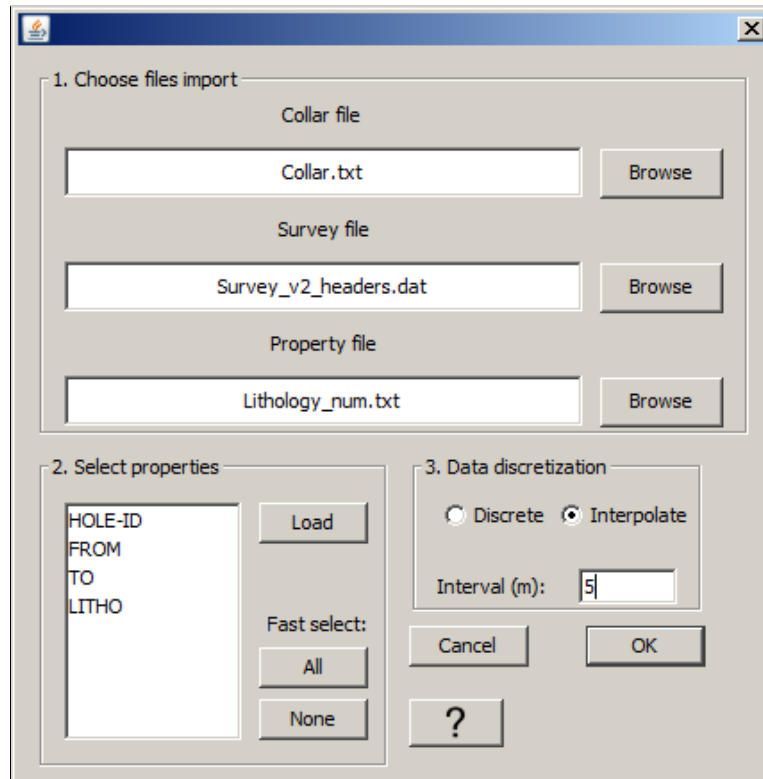 1. Choose files import
Collar file
Collar.txt
Browse
Survey file
Survey_v2_headers.dat
Browse
Property file
Lithology_num.txt
Browse
2. Select properties
HOLE-ID
FROM
TO
LITHO
Load
Fast select:
All
None
3. Data discretization
Discrete Interpolate
Interval (m): 5
Cancel OK
?